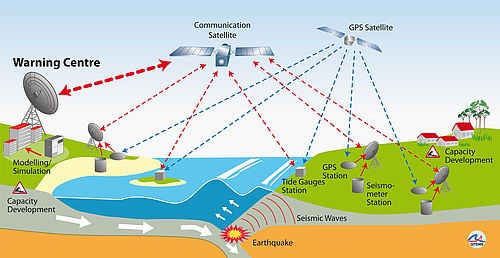 Communication
Satellite
GPS Satellite
Warning Centre
Modelling/
Simulation
Capacity
Development
Tide Gauges
Station
GPS
Station
Seismo-
meter
Station
Capacity
Development
Seismic Waves
Earthquake
GITEWS